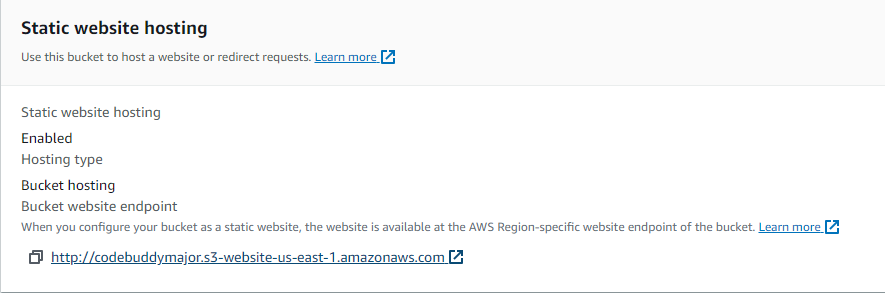 Static website hosting
Use this bucket to host a website or redirect requests. Learn more
Static website hosting
Enabled
Hosting type
Bucket hosting
Bucket website endpoint
When you configure your bucket as a static website, the website is available at the AWS Region-specific website endpoint of the bucket. Learn more
http://codebuddymajor.s3-website-us-east-1.amazonaws.com